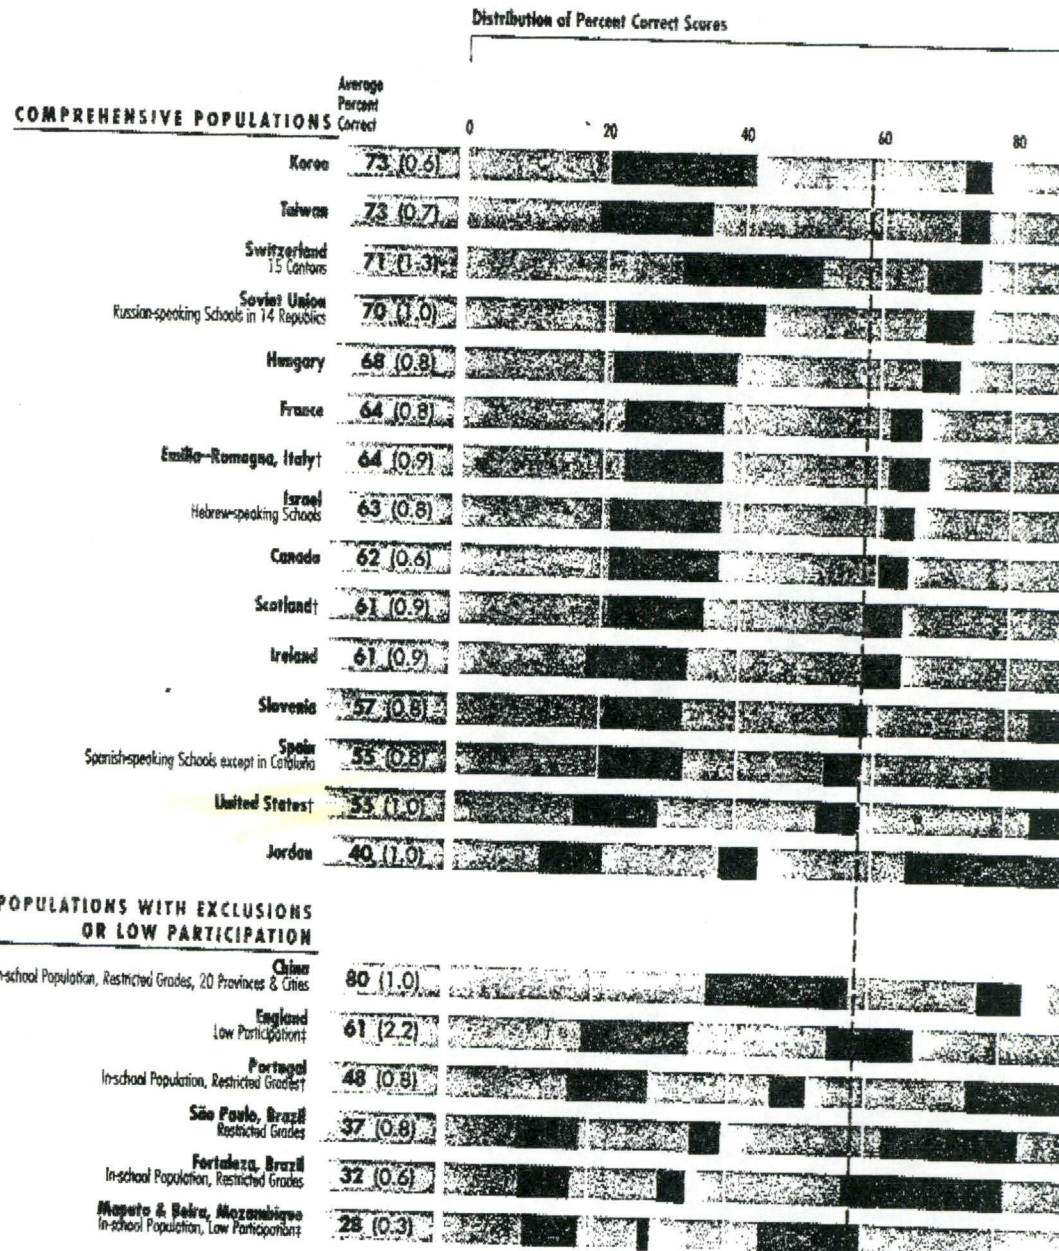 Distribution of Percent Correct Scores
Average
Percent
Correct
COMPREHENSIVE POPULATIONS
0 20 40 60 80
Korea 73 (0.6)
Taiwan 73 (0.7)
Switzerland
15 Cantons 71 (1.3)
Soviet Union
Russian-speaking Schools in 14 Republics 70 (1.0)
Hungary 68 (0.8)
France 64 (0.8)
Emilia–Romagna, Italy† 64 (0.9)
Israel
Hebrew-speaking Schools 63 (0.8)
Canada 62 (0.6)
Scotland† 61 (0.9)
Ireland 61 (0.9)
Slovenia 57 (0.8)
Spain
Spanish-speaking Schools except in Cataluña 55 (0.8)
United States† 55 (1.0)
Jordan 40 (1.0)
POPULATIONS WITH EXCLUSIONS
OR LOW PARTICIPATION
China
n-school Population, Restricted Grades, 20 Provinces & Cities 80 (1.0)
England
Low Participation‡ 61 (2.2)
Portugal
In-school Population, Restricted Grades† 48 (0.8)
São Paulo, Brazil
Restricted Grades 37 (0.8)
Fortaleza, Brazil
In-school Population, Restricted Grades 32 (0.6)
Maputo & Beira, Mozambique
In-school Population, Low Participation‡ 28 (0.3)